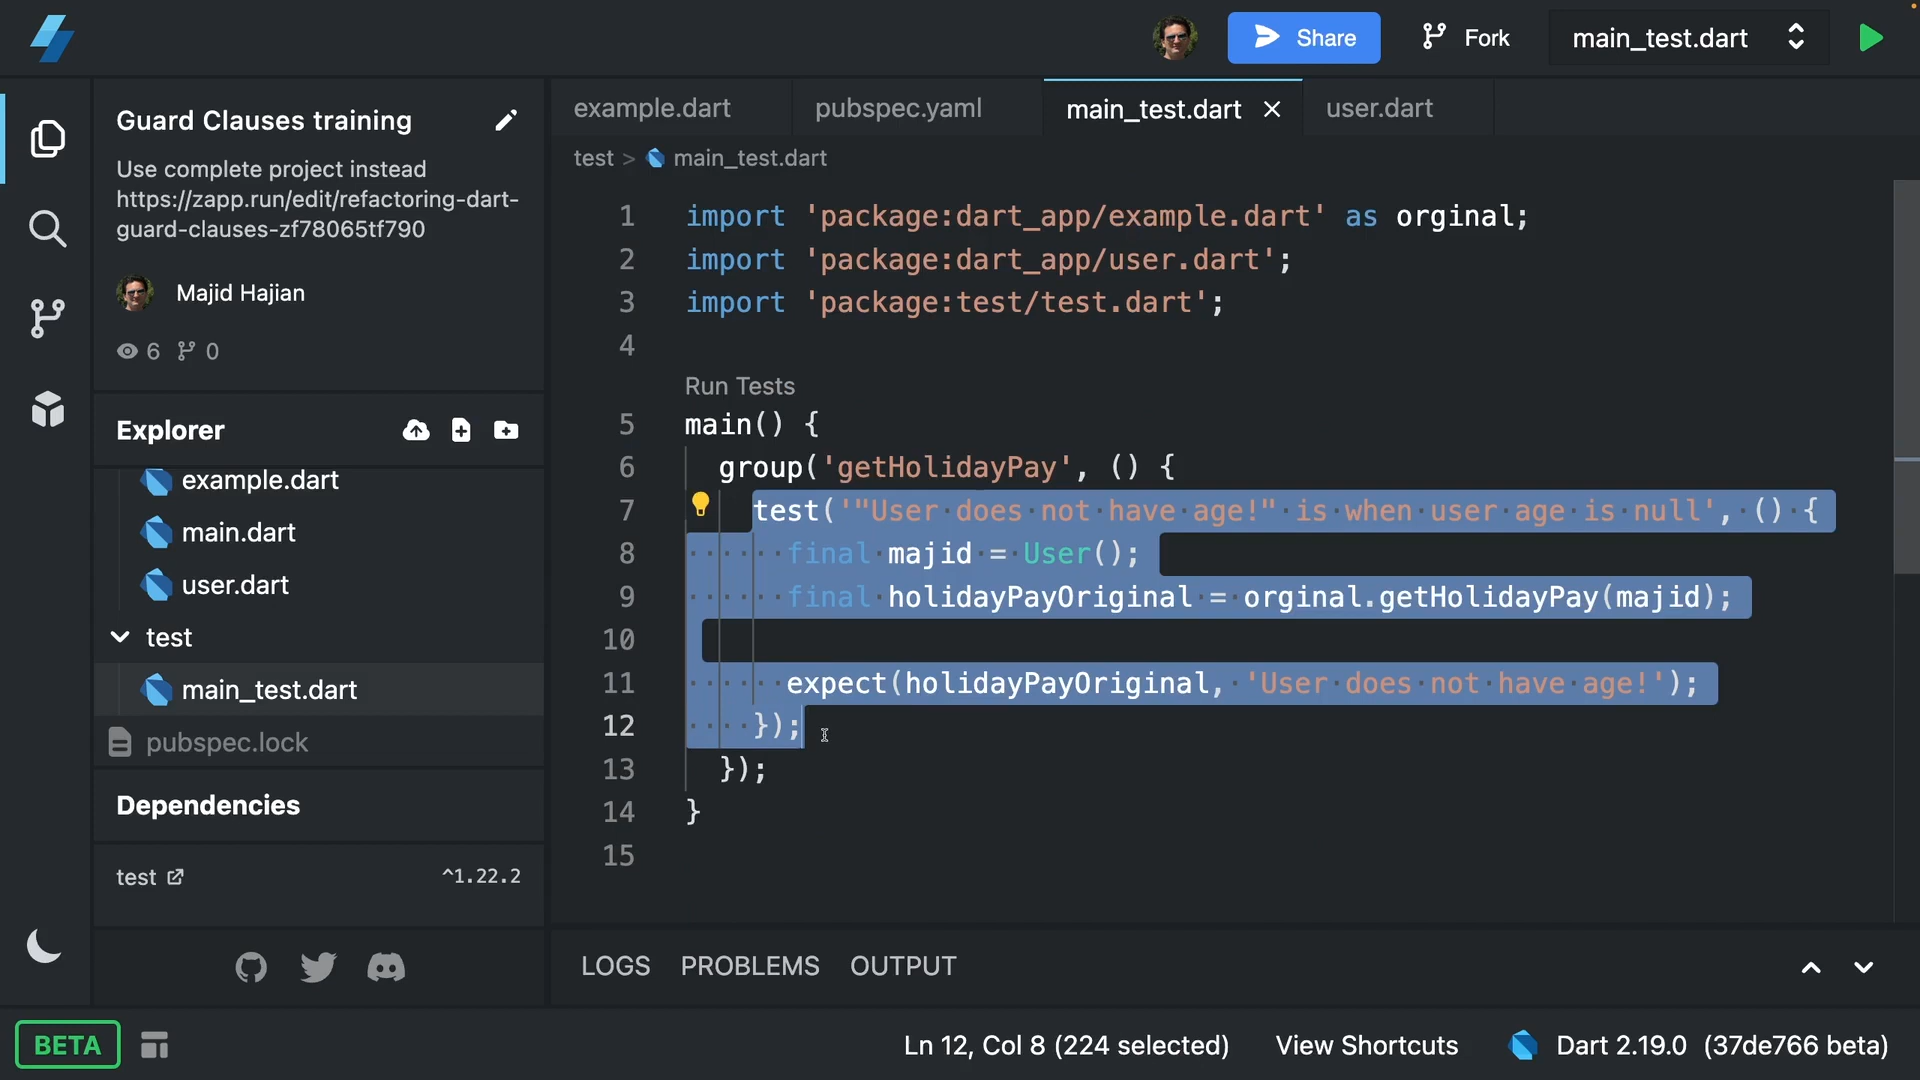 Share
Fork
main_test.dart
Guard Clauses training
Use complete project instead
https://zapp.run/edit/refactoring-dart-
guard-clauses-zf78065tf790
Majid Hajian
6 0
Explorer
example.dart
main.dart
user.dart
test
main_test.dart
pubspec.lock
Dependencies
test ^1.22.2
example.dart pubspec.yaml main_test.dart user.dart
test > main_test.dart
1 import 'package:dart_app/example.dart' as orginal;
2 import 'package:dart_app/user.dart';
3 import 'package:test/test.dart';
4
Run Tests
5 main() {
6 group('getHolidayPay', () {
7 test('"User does not have age!" is when user age is null', () {
8 final majid = User();
9 final holidayPayOriginal = orginal.getHolidayPay(majid);
10
11 expect(holidayPayOriginal, 'User does not have age!');
12 });
13 });
14 }
15
LOGS PROBLEMS OUTPUT
BETA
Ln 12, Col 8 (224 selected) View Shortcuts Dart 2.19.0 (37de766 beta)